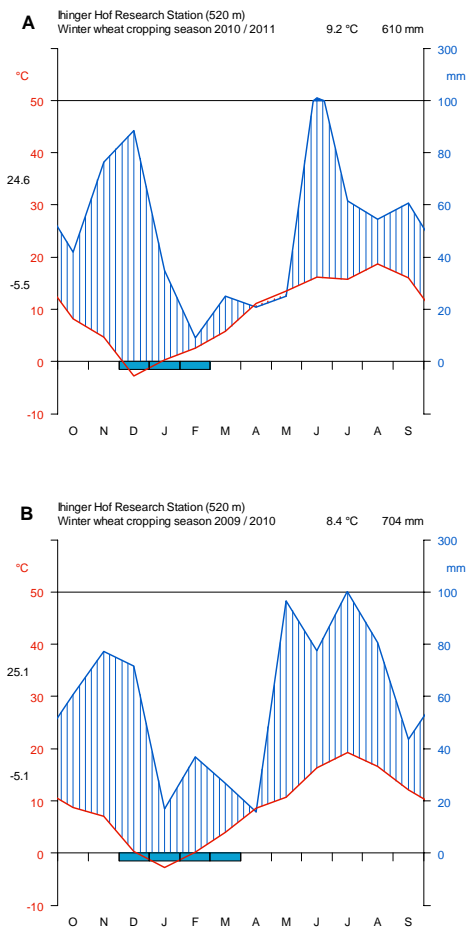 A
Ihinger Hof Research Station (520 m)
Winter wheat cropping season 2010 / 2011 9.2 °C 610 mm
300
°C mm
50 100
40 80
24.6
30 60
20 40
-5.5
10 20
0 0
-10
O N D J F M A M J J A S
B
Ihinger Hof Research Station (520 m)
Winter wheat cropping season 2009 / 2010 8.4 °C 704 mm
300
°C mm
50 100
40 80
25.1
30 60
20 40
-5.1
10 20
0 0
-10
O N D J F M A M J J A S